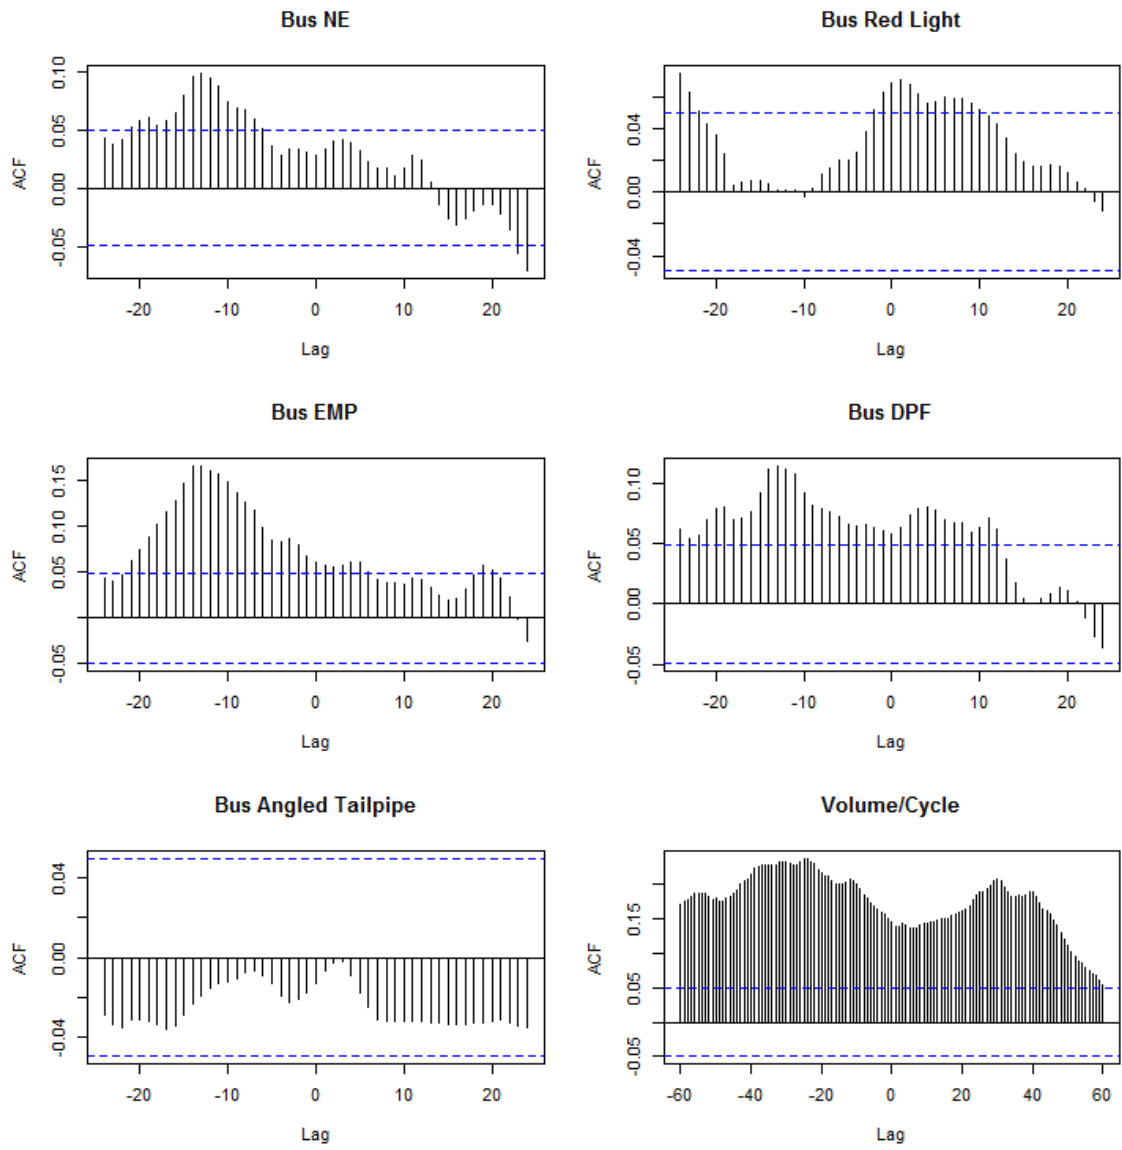 Bus NE
ACF
0.10
0.05
0.00
-0.05
-20 -10 0 10 20
Lag
Bus Red Light
ACF
0.04
0.00
-0.04
-20 -10 0 10 20
Lag
Bus EMP
ACF
0.15
0.10
0.05
-0.05
-20 -10 0 10 20
Lag
Bus DPF
ACF
0.10
0.05
0.00
-0.05
-20 -10 0 10 20
Lag
Bus Angled Tailpipe
ACF
0.04
0.00
-0.04
-20 -10 0 10 20
Lag
Volume/Cycle
ACF
0.15
0.05
-0.05
-60 -40 -20 0 20 40 60
Lag